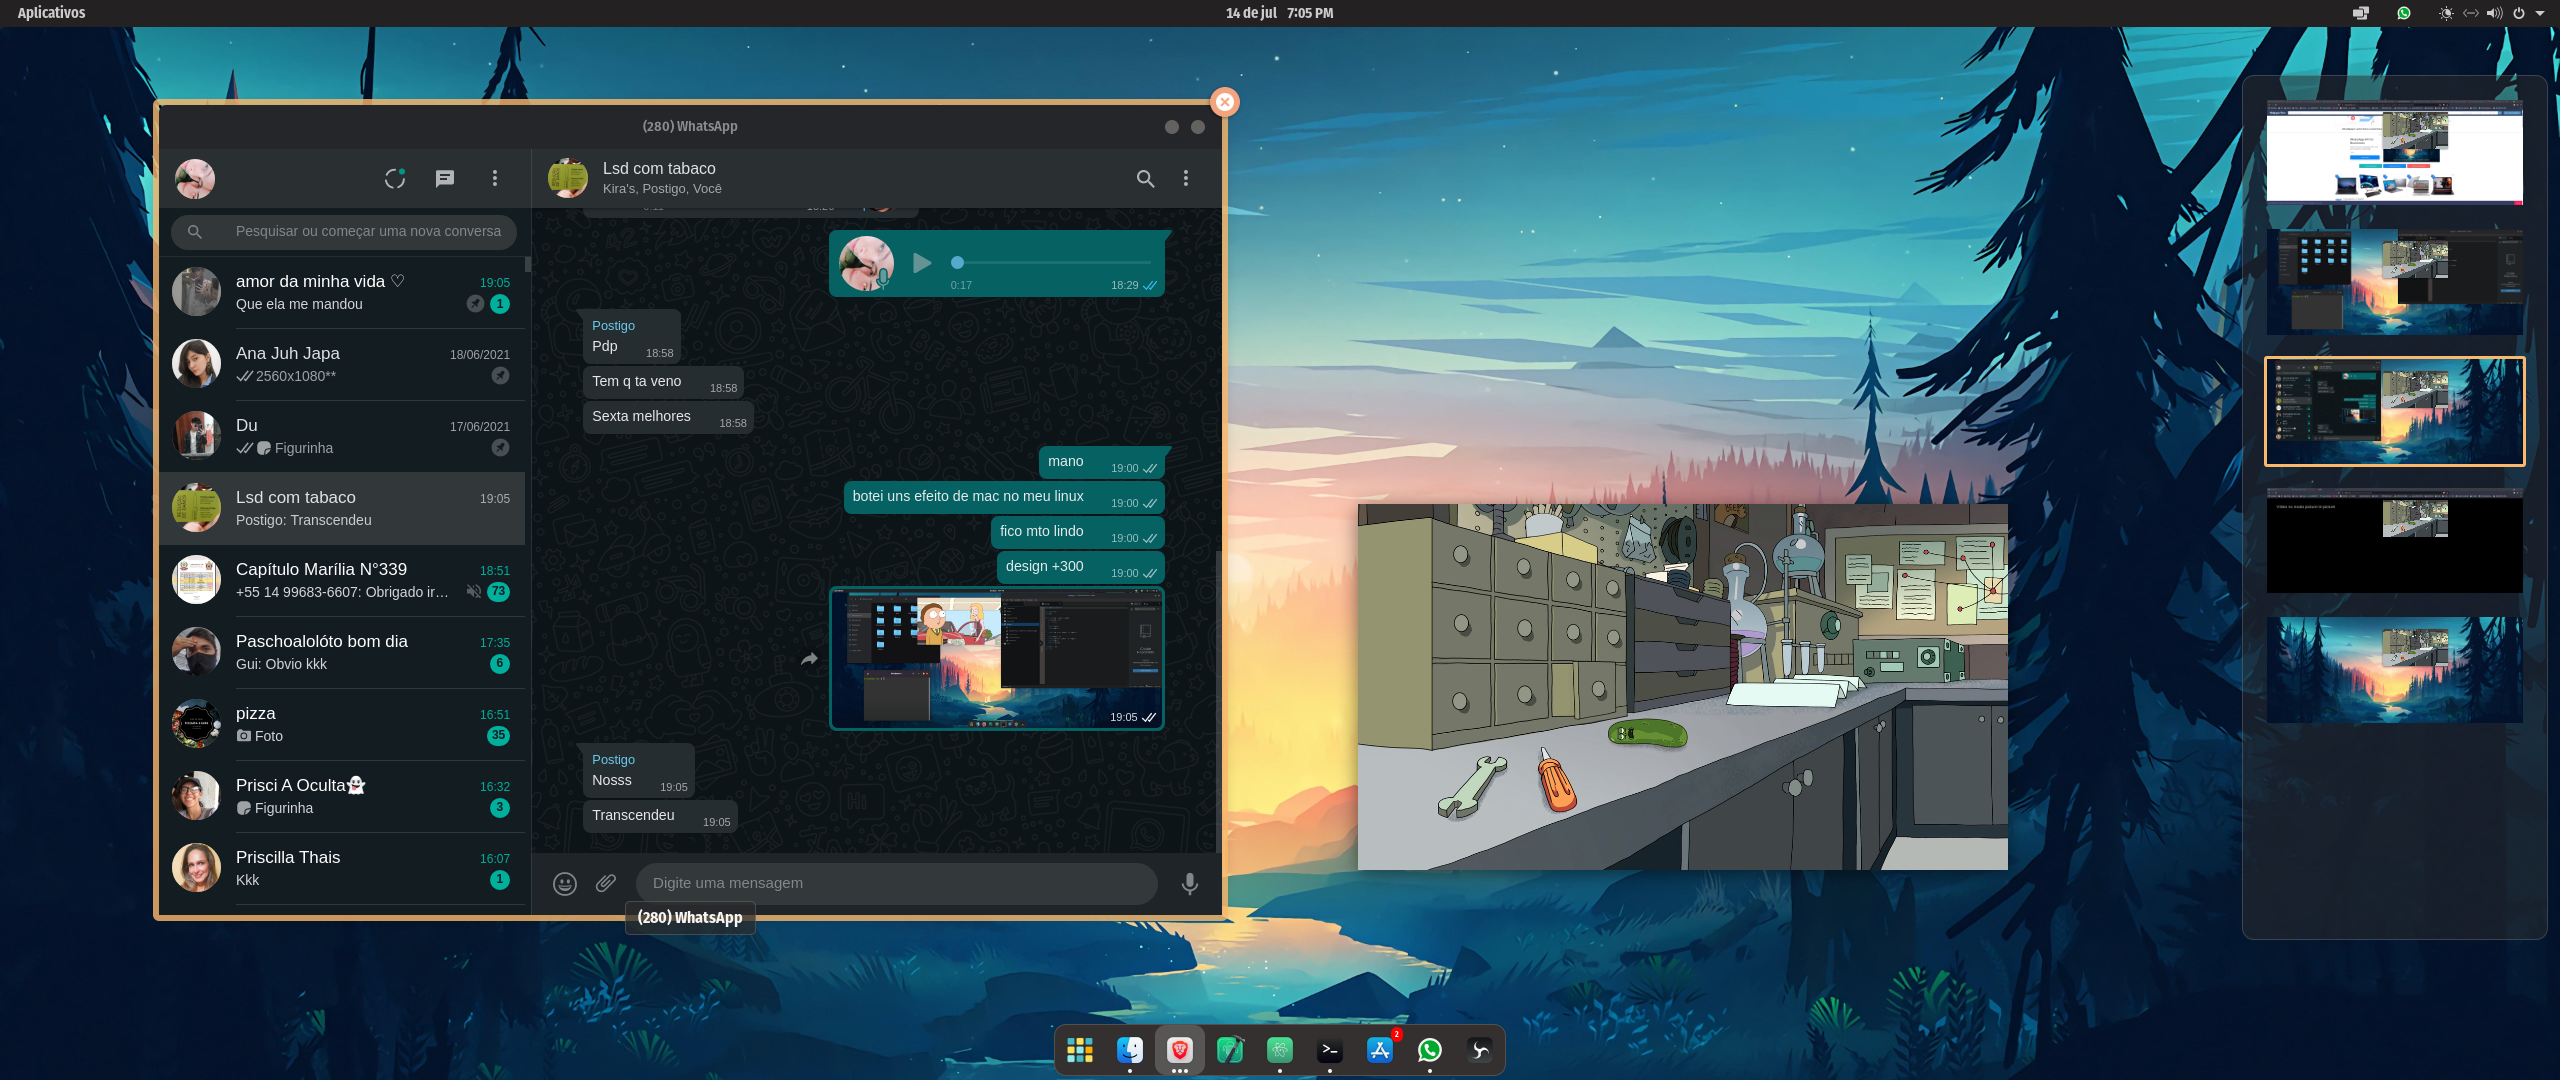 Aplicativos
14 de jul 7:05 PM
(280) WhatsApp
Lsd com tabaco
Kira's, Postigo, Você
Pesquisar ou começar uma nova conversa
amor da minha vida ♡ 19:05
Que ela me mandou 1
Ana Juh Japa 18/06/2021
2560x1080**
Du 17/06/2021
Figurinha
Lsd com tabaco 19:05
Postigo: Transcendeu
Capítulo Marília N°339 18:51
+55 14 99683-6607: Obrigado ir... 73
Paschoalolóto bom dia 17:35
Gui: Obvio kkk 6
pizza 16:51
Foto 35
Prisci A Oculta👻 16:32
Figurinha 3
Priscilla Thais 16:07
Kkk 1
0:17 18:29
Postigo
Pdp 18:58
Tem q ta veno 18:58
Sexta melhores 18:58
mano 19:00
botei uns efeito de mac no meu linux 19:00
fico mto lindo 19:00
design +300 19:00
19:05
Postigo
Nosss 19:05
Transcendeu 19:05
Digite uma mensagem
(280) WhatsApp
2